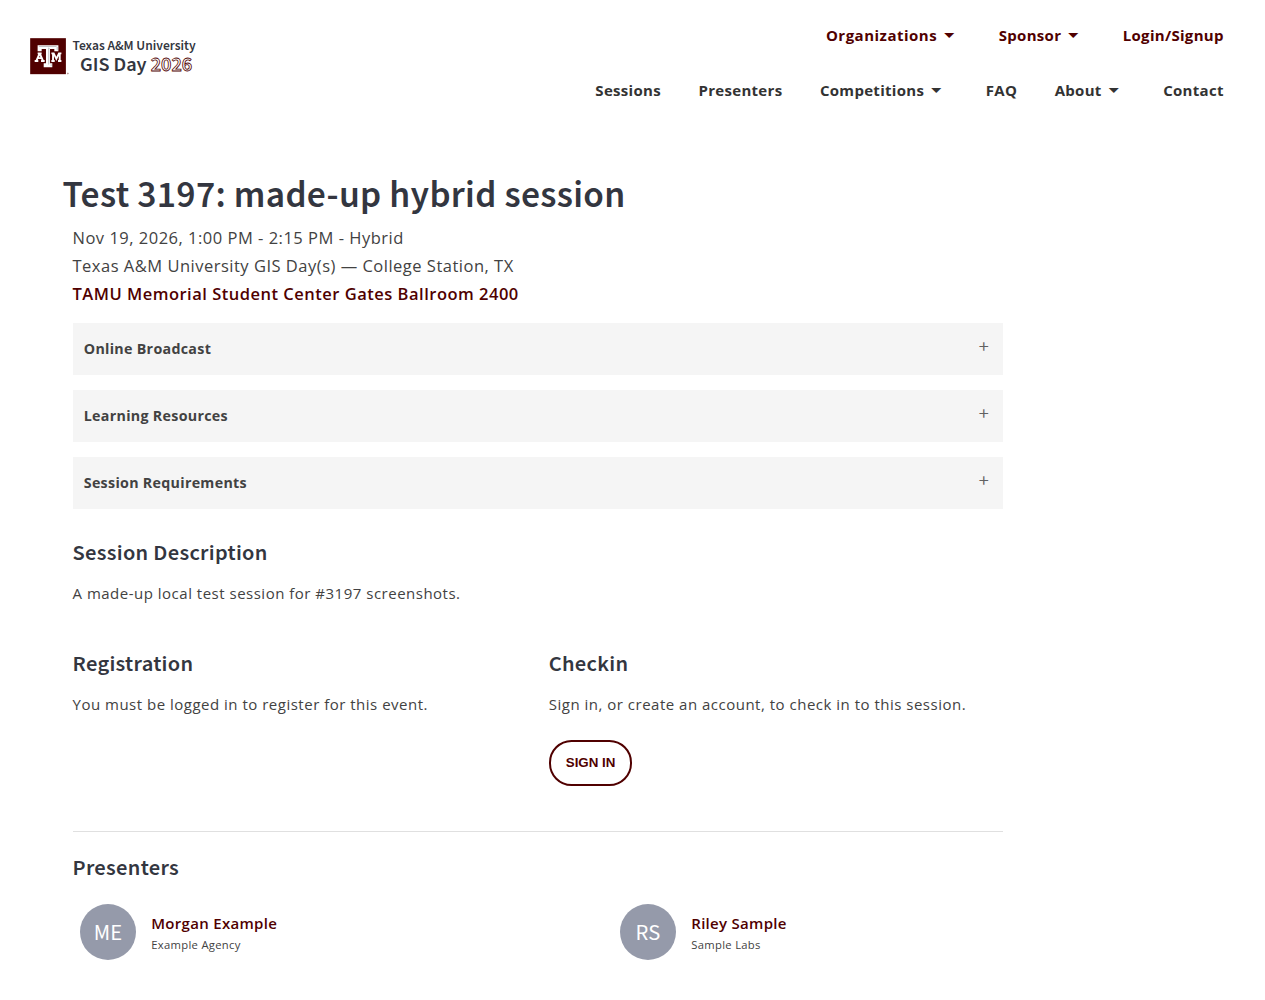 Organizations Sponsor Login/Signup
ATM Texas A&M University
GIS Day 2026
Sessions Presenters Competitions FAQ About Contact
Test 3197: made-up hybrid session
Nov 19, 2026, 1:00 PM - 2:15 PM - Hybrid
Texas A&M University GIS Day(s) — College Station, TX
TAMU Memorial Student Center Gates Ballroom 2400
Online Broadcast +
Learning Resources +
Session Requirements +
Session Description
A made-up local test session for #3197 screenshots.
Registration
You must be logged in to register for this event.
Checkin
Sign in, or create an account, to check in to this session.
SIGN IN
Presenters
ME Morgan Example
Example Agency
RS Riley Sample
Sample Labs